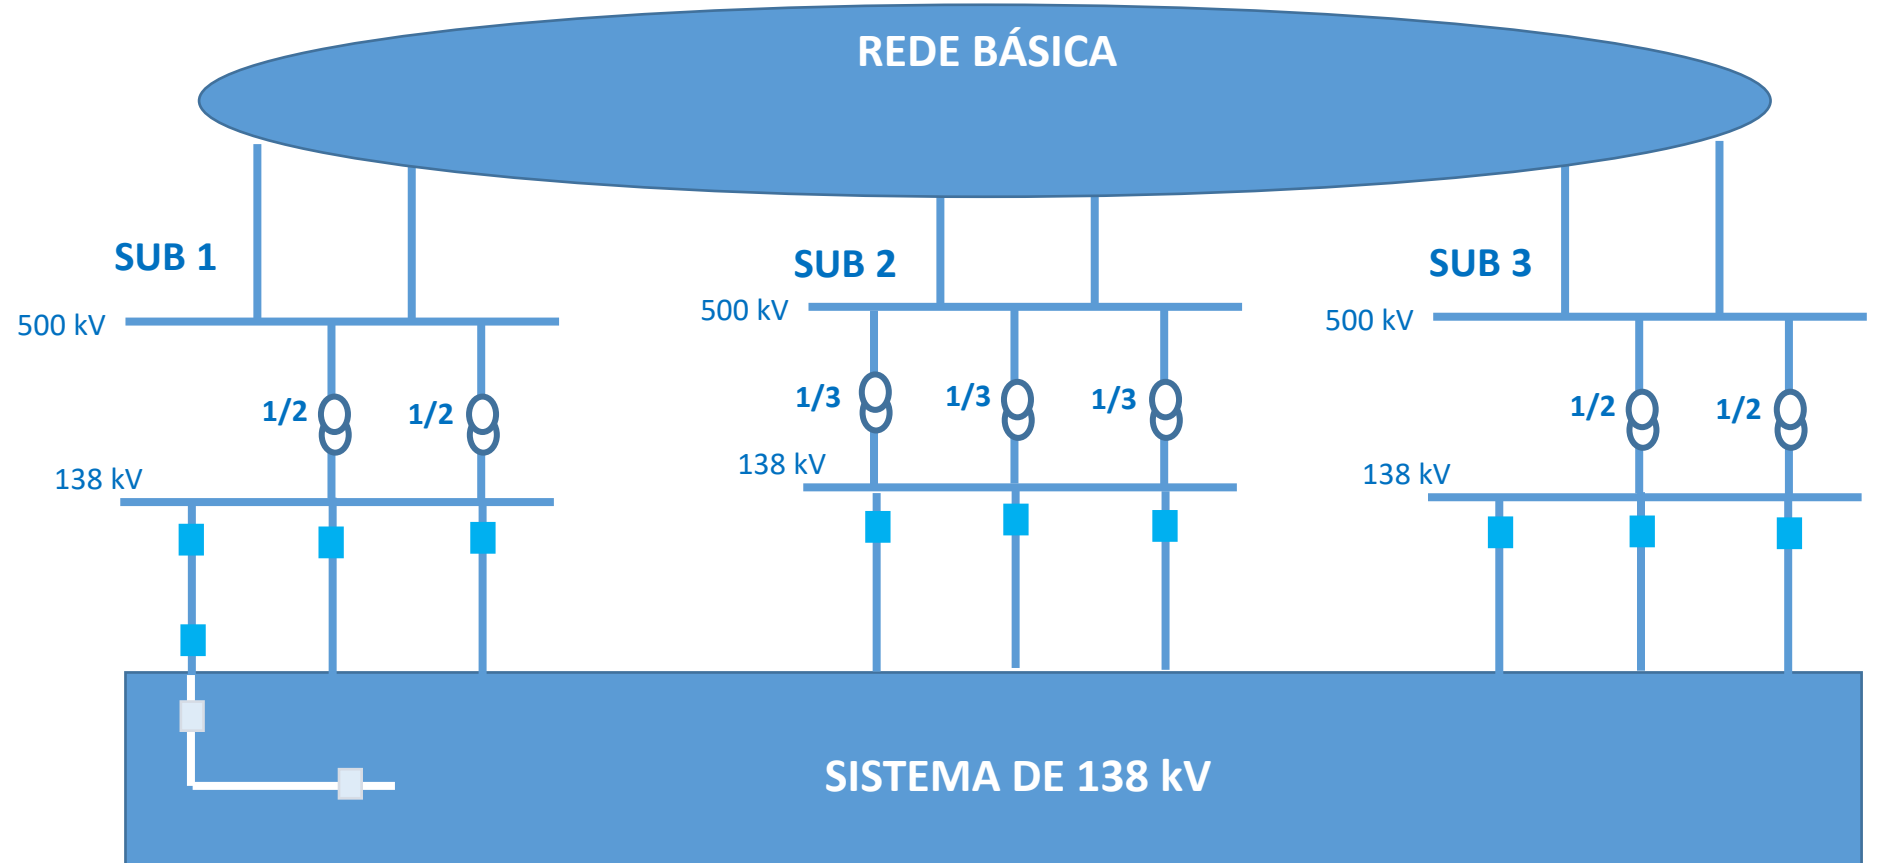 REDE BÁSICA
SUB 1
SUB 2
SUB 3
500 kV
500 kV
500 kV
1/2
1/2
1/3
1/3
1/3
1/2
1/2
138 kV
138 kV
138 kV
SISTEMA DE 138 kV